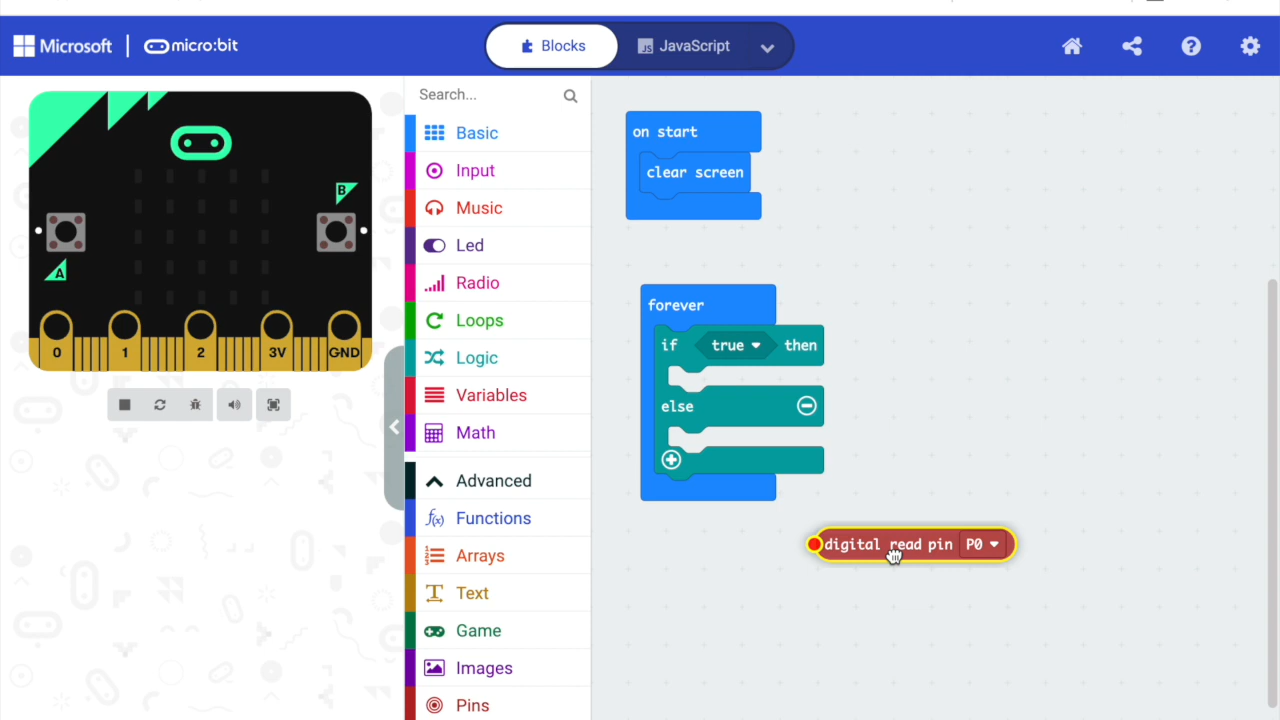 Microsoft | micro:bit
Blocks
JavaScript
Search...
Basic
Input
Music
Led
Radio
Loops
Logic
Variables
Math
Advanced
Functions
Arrays
Text
Game
Images
Pins
B
A
0 1 2 3V GND
on start
clear screen
forever
if true then
else
digital read pin P0